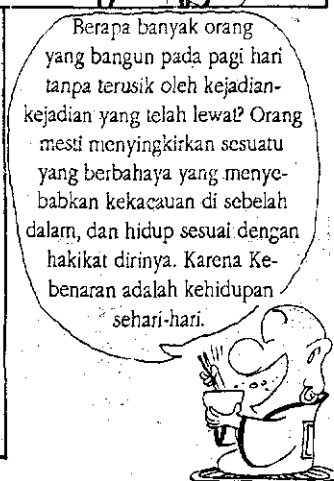 Berapa banyak orang
yang bangun pada pagi hari
tanpa terusik oleh kejadian-
kejadian yang telah lewat? Orang
mesti menyingkirkan sesuatu
yang berbahaya yang menye-
babkan kekacauan di sebelah
dalam, dan hidup sesuai dengan
hakikat dirinya. Karena Ke-
benaran adalah kehidupan
sehari-hari.